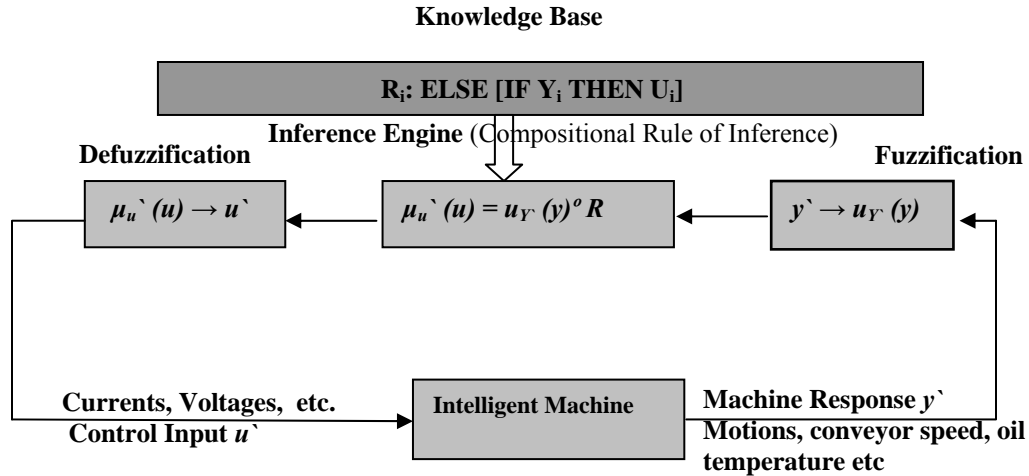 Knowledge Base
Rᵢ: ELSE [IF Yᵢ THEN Uᵢ]
Inference Engine (Compositional Rule of Inference)
Defuzzification
Fuzzification
μᵤ` (u) → u`
μᵤ` (u) = u_Y` (y)º R
y` → u_Y` (y)
Currents, Voltages, etc.
Control Input u`
Intelligent Machine
Machine Response y`
Motions, conveyor speed, oil
temperature etc